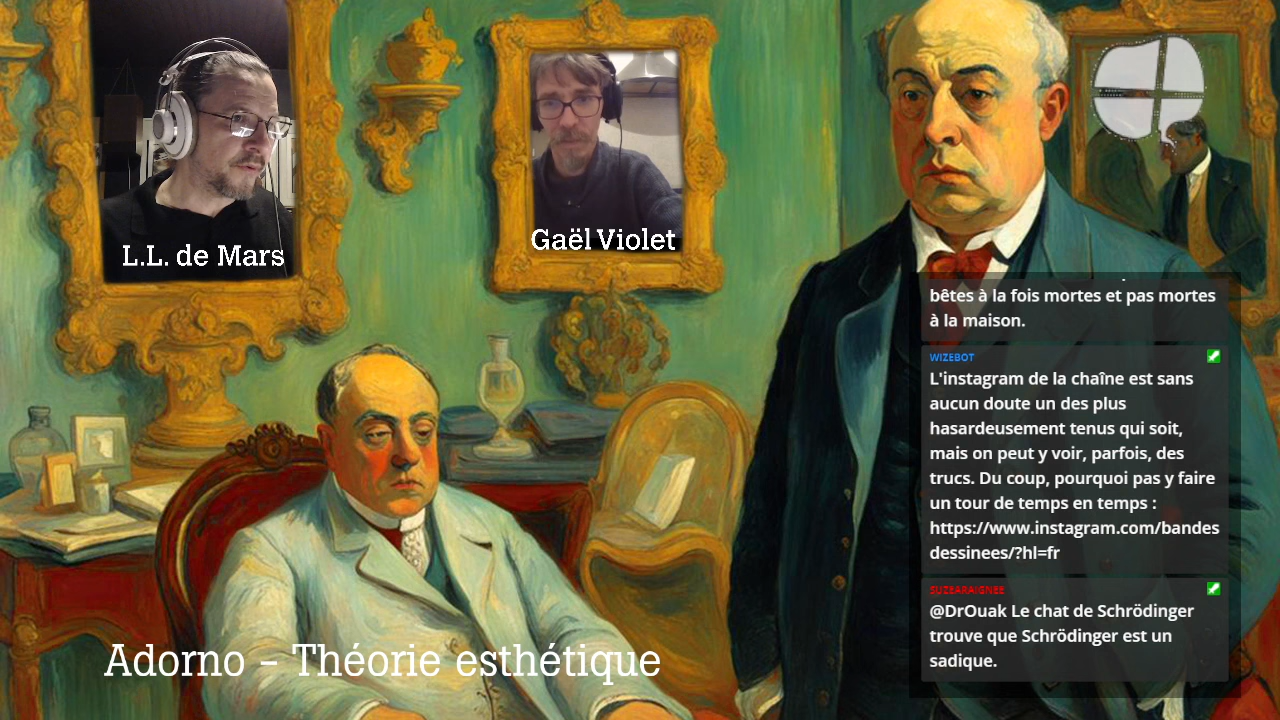 L.L. de Mars
Gaël Violet
bêtes à la fois mortes et pas mortes
à la maison.
WIZEBOT
L'instagram de la chaîne est sans
aucun doute un des plus
hasardeusement tenus qui soit,
mais on peut y voir, parfois, des
trucs. Du coup, pourquoi pas y faire
un tour de temps en temps :
https://www.instagram.com/bandes
dessinees/?hl=fr
SUZEARAIGNEE
@DrOuak Le chat de Schrödinger
trouve que Schrödinger est un
sadique.
Adorno – Théorie esthétique